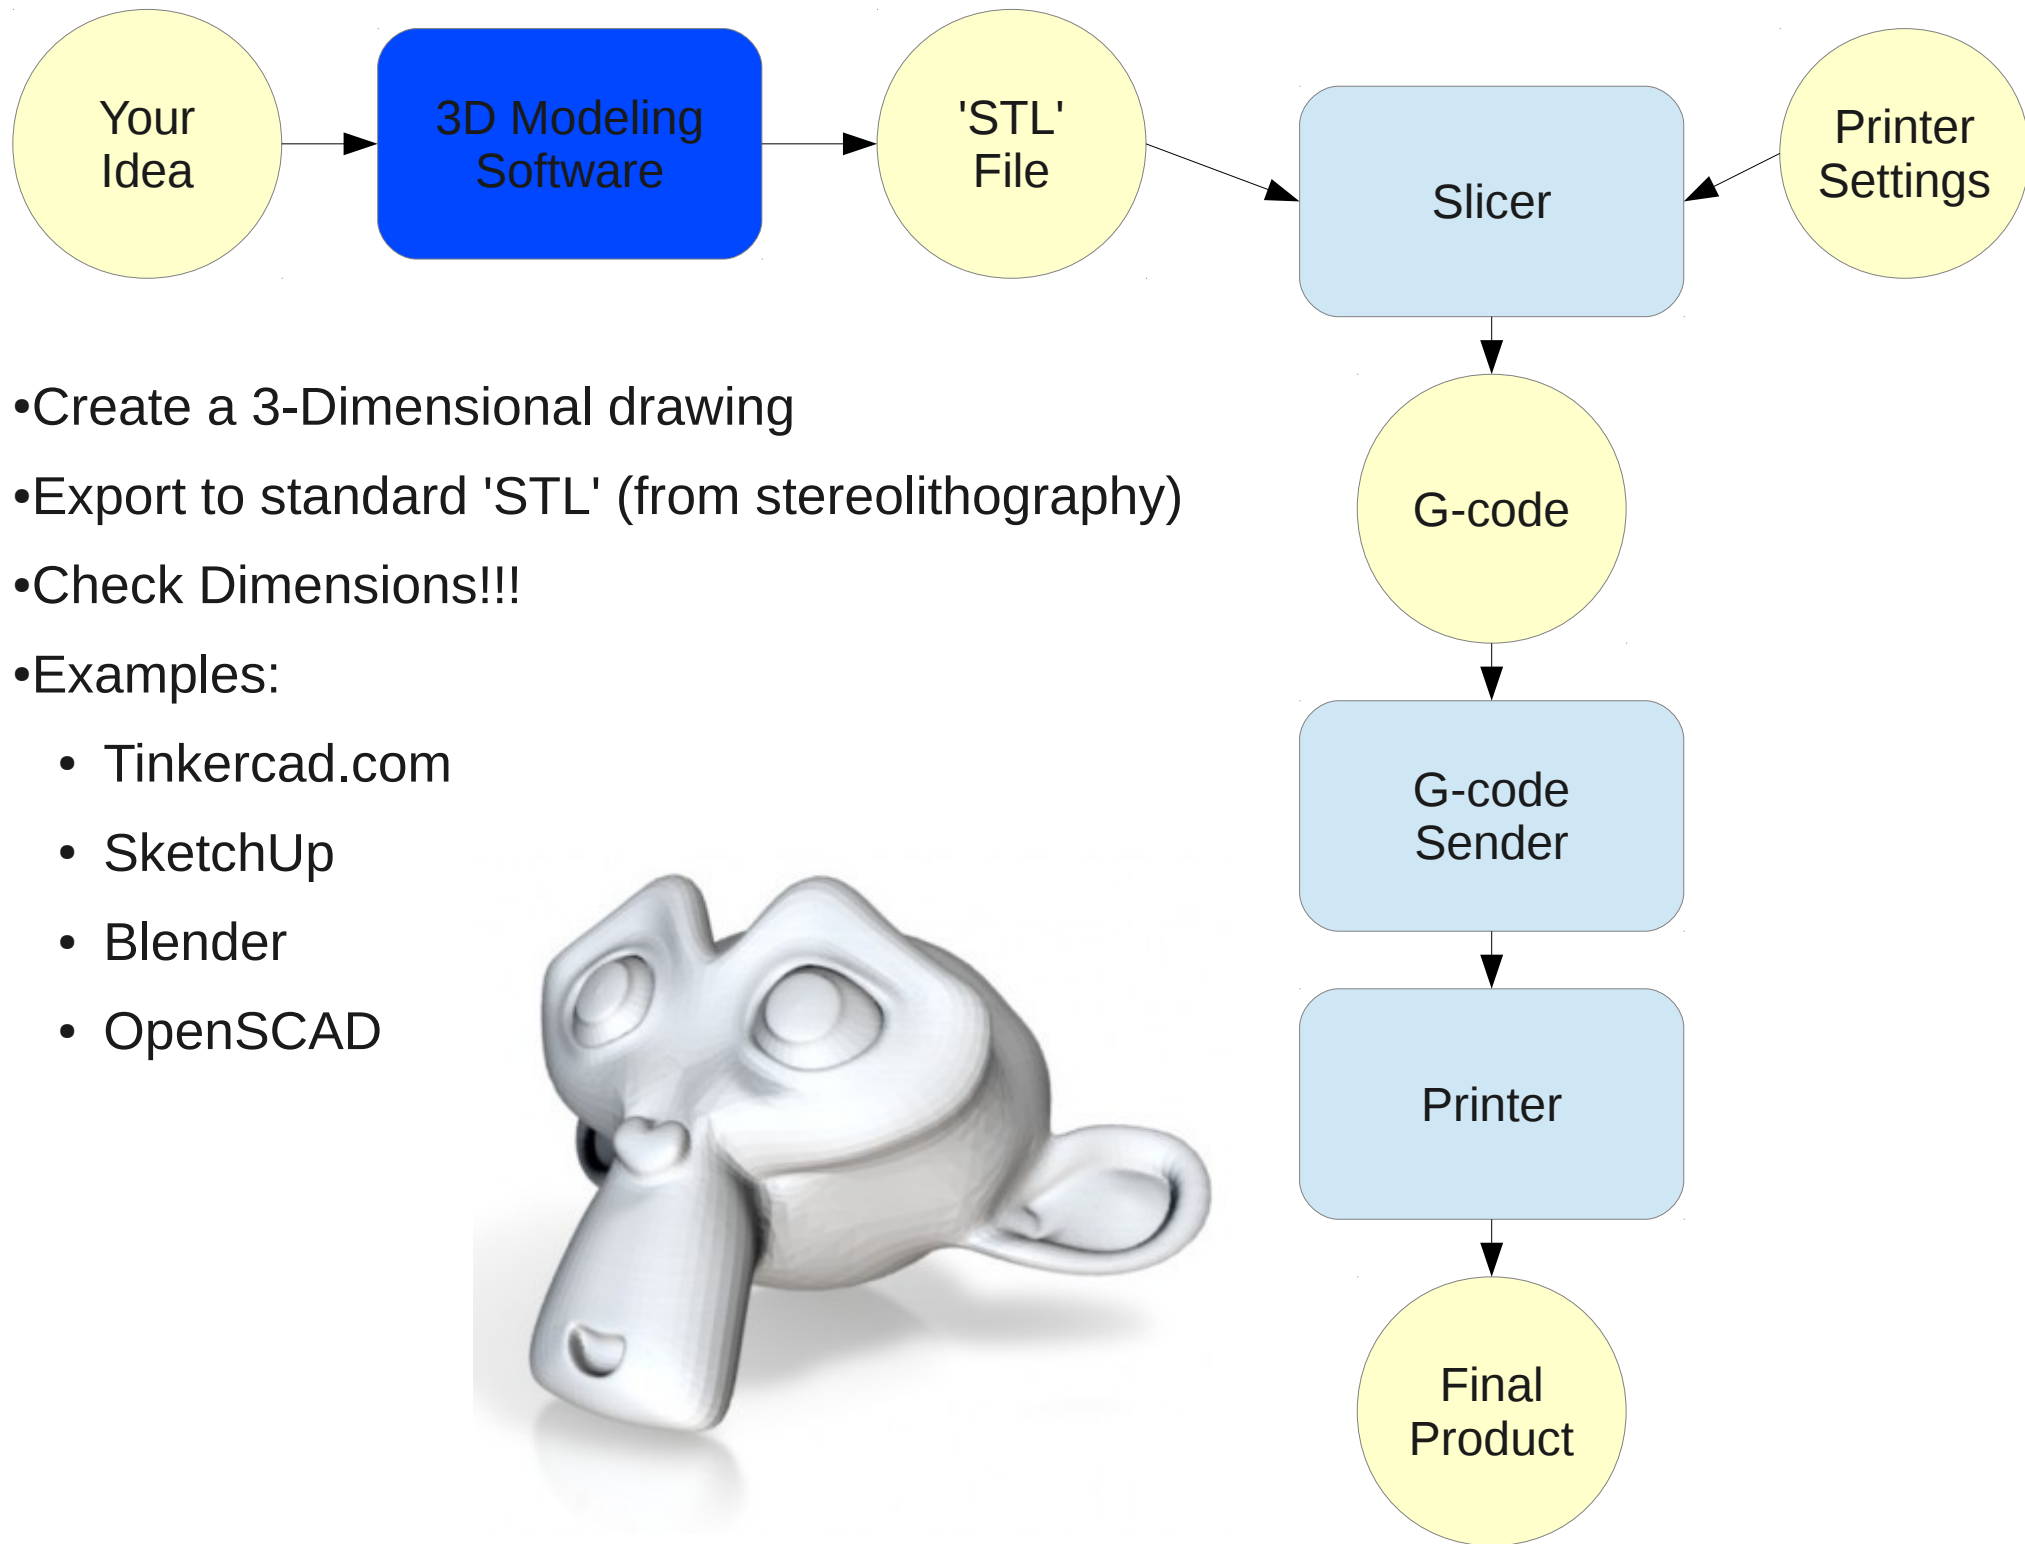 Your
Idea
3D Modeling
Software
'STL'
File
Slicer
Printer
Settings
•Create a 3-Dimensional drawing
•Export to standard 'STL' (from stereolithography)
•Check Dimensions!!!
•Examples:
• Tinkercad.com
• SketchUp
• Blender
• OpenSCAD
G-code
G-code
Sender
Printer
Final
Product